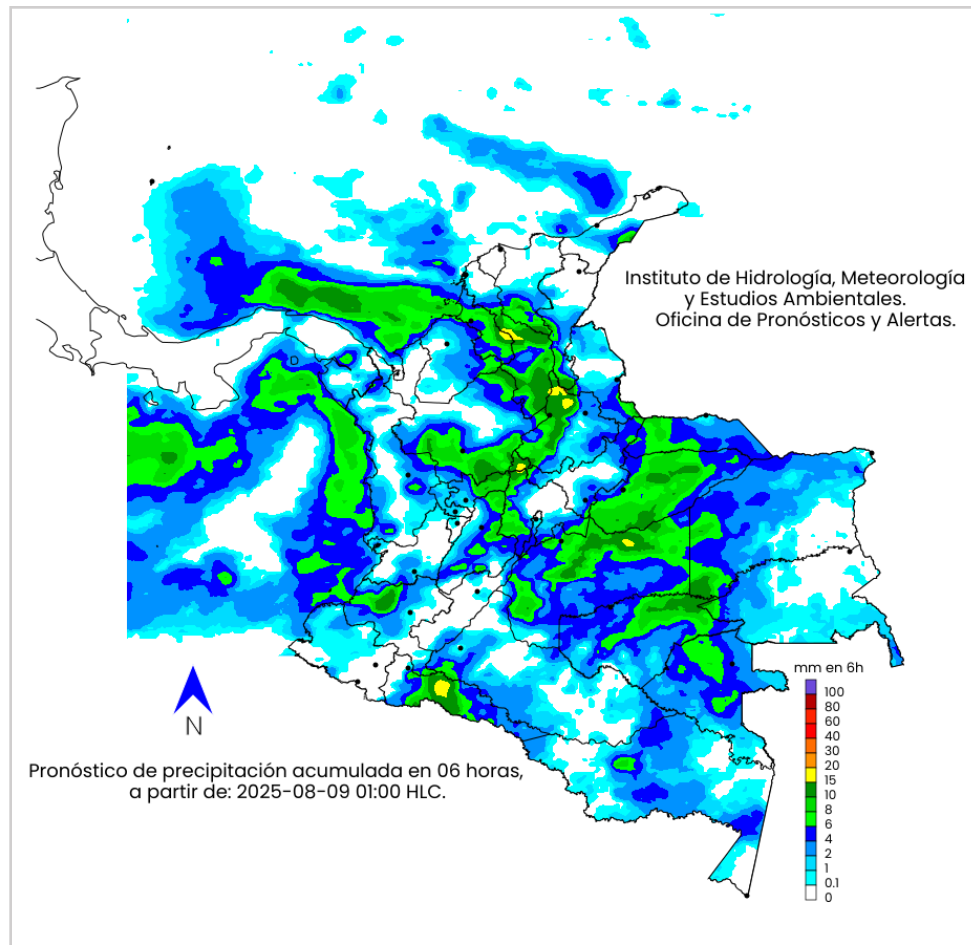 Instituto de Hidrología, Meteorología
y Estudios Ambientales.
Oficina de Pronósticos y Alertas.
mm en 6h
100
80
60
40
30
20
15
10
8
6
4
2
1
0.1
0
N
Pronóstico de precipitación acumulada en 06 horas,
a partir de: 2025-08-09 01:00 HLC.